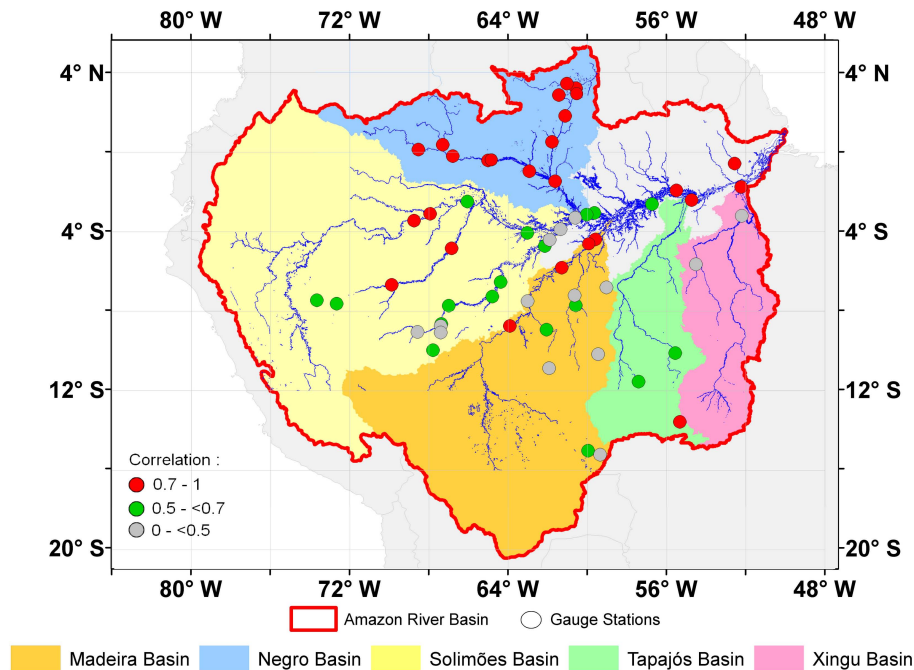 80° W 72° W 64° W 56° W 48° W
4° N 4° N
4° S 4° S
12° S 12° S
Correlation :
0.7 - 1
0.5 - <0.7
0 - <0.5
20° S 20° S
80° W 72° W 64° W 56° W 48° W
Amazon River Basin Gauge Stations
Madeira Basin Negro Basin Solimões Basin Tapajós Basin Xingu Basin